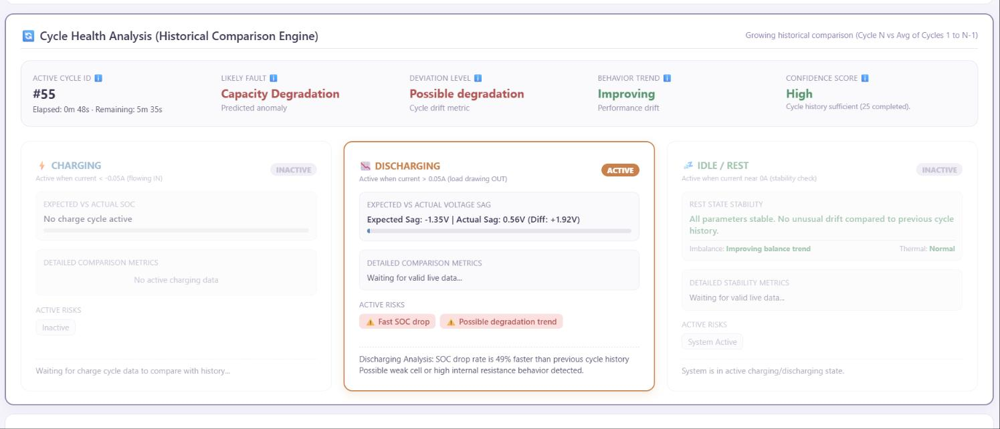 Cycle Health Analysis (Historical Comparison Engine)
Growing historical comparison (Cycle N vs Avg of Cycles 1 to N-1)
ACTIVE CYCLE ID
#55
Elapsed: 0m 48s · Remaining: 5m 35s
LIKELY FAULT
Capacity Degradation
Predicted anomaly
DEVIATION LEVEL
Possible degradation
Cycle drift metric
BEHAVIOR TREND
Improving
Performance drift
CONFIDENCE SCORE
High
Cycle history sufficient (25 completed).
CHARGING
INACTIVE
Active when current < -0.05A (flowing IN)
EXPECTED VS ACTUAL SOC
No charge cycle active
DETAILED COMPARISON METRICS
No active charging data
ACTIVE RISKS
Inactive
Waiting for charge cycle data to compare with history...
DISCHARGING
ACTIVE
Active when current > 0.05A (load drawing OUT)
EXPECTED VS ACTUAL VOLTAGE SAG
Expected Sag: -1.35V | Actual Sag: 0.56V (Diff: +1.92V)
DETAILED COMPARISON METRICS
Waiting for valid live data...
ACTIVE RISKS
Fast SOC drop
Possible degradation trend
Discharging Analysis: SOC drop rate is 49% faster than previous cycle history
Possible weak cell or high internal resistance behavior detected.
IDLE / REST
INACTIVE
Active when current near 0A (stability check)
REST STATE STABILITY
All parameters stable. No unusual drift compared to previous cycle
history.
Imbalance: Improving balance trend
Thermal: Normal
DETAILED STABILITY METRICS
Waiting for valid live data...
ACTIVE RISKS
System Active
System is in active charging/discharging state.